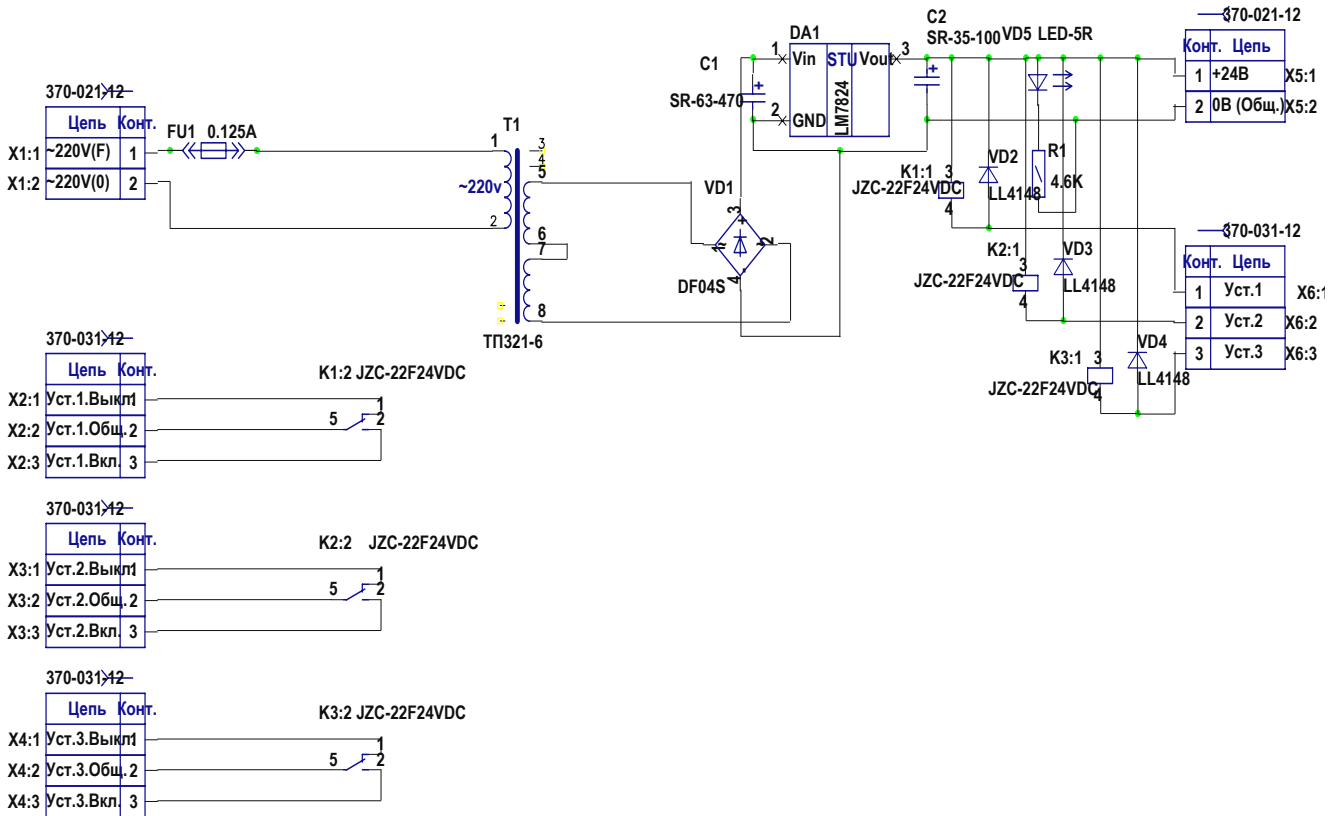 370-021-12
Цепь Конт.
X1:1 ~220V(F) 1
X1:2 ~220V(0) 2
FU1 0.125A
T1
1
2
~220v
3
4
5
6
7
8
ТП321-6
VD1
3
+
1 ~
~ 2
4
-
DF04S
C1
+
SR-63-470
DA1
1 Vin STU Vout 3
2 GND
LM7824
C2
SR-35-100
+
VD5 LED-5R
370-021-12
Конт. Цепь
1 +24В X5:1
2 0В (Общ.) X5:2
K1:1 3
JZC-22F24VDC
4
VD2
LL4148
R1
4.6K
K2:1
3
JZC-22F24VDC
4
VD3
LL4148
K3:1 3
JZC-22F24VDC
4
VD4
LL4148
370-031-12
Конт. Цепь
1 Уст.1 X6:1
2 Уст.2 X6:2
3 Уст.3 X6:3
370-031-12
Цепь Конт.
X2:1 Уст.1.Выкл. 1
X2:2 Уст.1.Общ. 2
X2:3 Уст.1.Вкл. 3
K1:2 JZC-22F24VDC
1
5 2
370-031-12
Цепь Конт.
X3:1 Уст.2.Выкл. 1
X3:2 Уст.2.Общ. 2
X3:3 Уст.2.Вкл. 3
K2:2 JZC-22F24VDC
1
5 2
370-031-12
Цепь Конт.
X4:1 Уст.3.Выкл. 1
X4:2 Уст.3.Общ. 2
X4:3 Уст.3.Вкл. 3
K3:2 JZC-22F24VDC
1
5 2